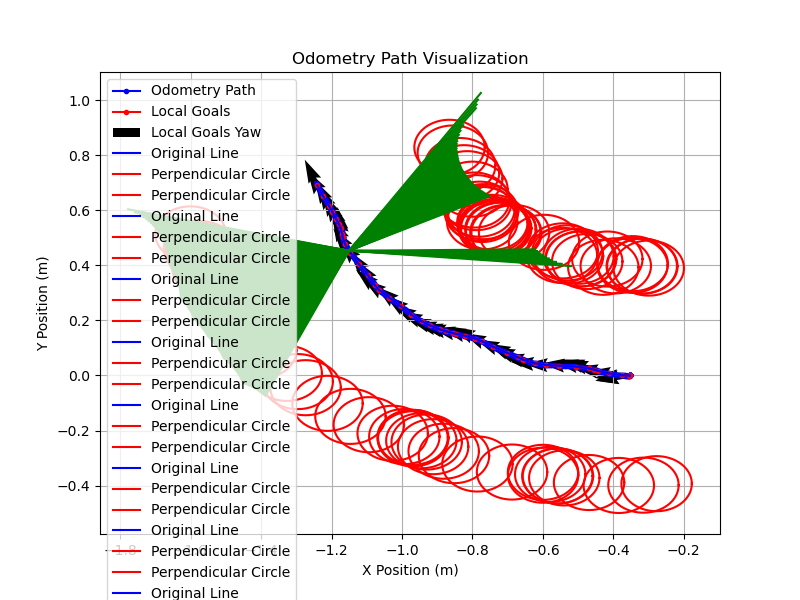 Odometry Path Visualization
Y Position (m)
1.0
0.8
0.6
0.4
0.2
0.0
−0.2
−0.4
Odometry Path
Local Goals
Local Goals Yaw
Original Line
Perpendicular Circle
Perpendicular Circle
Original Line
Perpendicular Circle
Perpendicular Circle
Original Line
Perpendicular Circle
Perpendicular Circle
Original Line
Perpendicular Circle
Perpendicular Circle
Original Line
Perpendicular Circle
Perpendicular Circle
Original Line
Perpendicular Circle
Perpendicular Circle
Original Line
Perpendicular Circle
Perpendicular Circle
Original Line
−1.8
−1.2
−1.0
−0.8
−0.6
−0.4
−0.2
X Position (m)